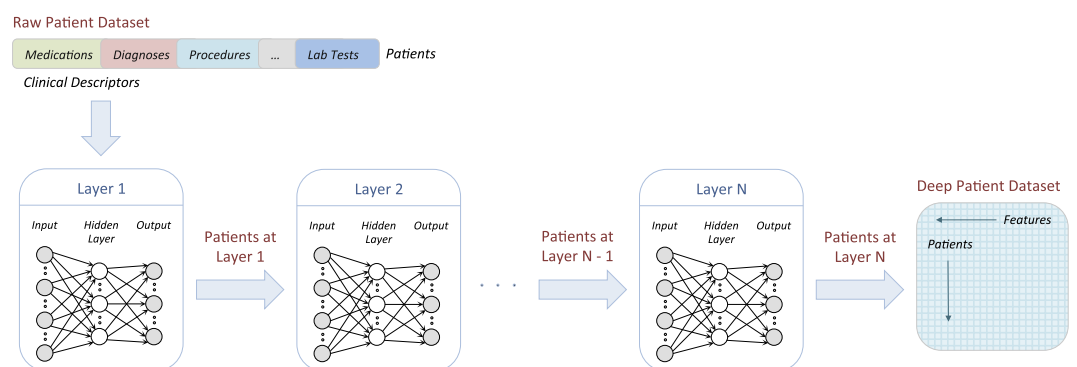 Raw Patient Dataset
Medications Diagnoses Procedures ... Lab Tests Patients
Clinical Descriptors
Layer 1
Input Hidden Layer Output
Patients at
Layer 1
Layer 2
Input Hidden Layer Output
. . .
Patients at
Layer N - 1
Layer N
Input Hidden Layer Output
Patients at
Layer N
Deep Patient Dataset
Features
Patients